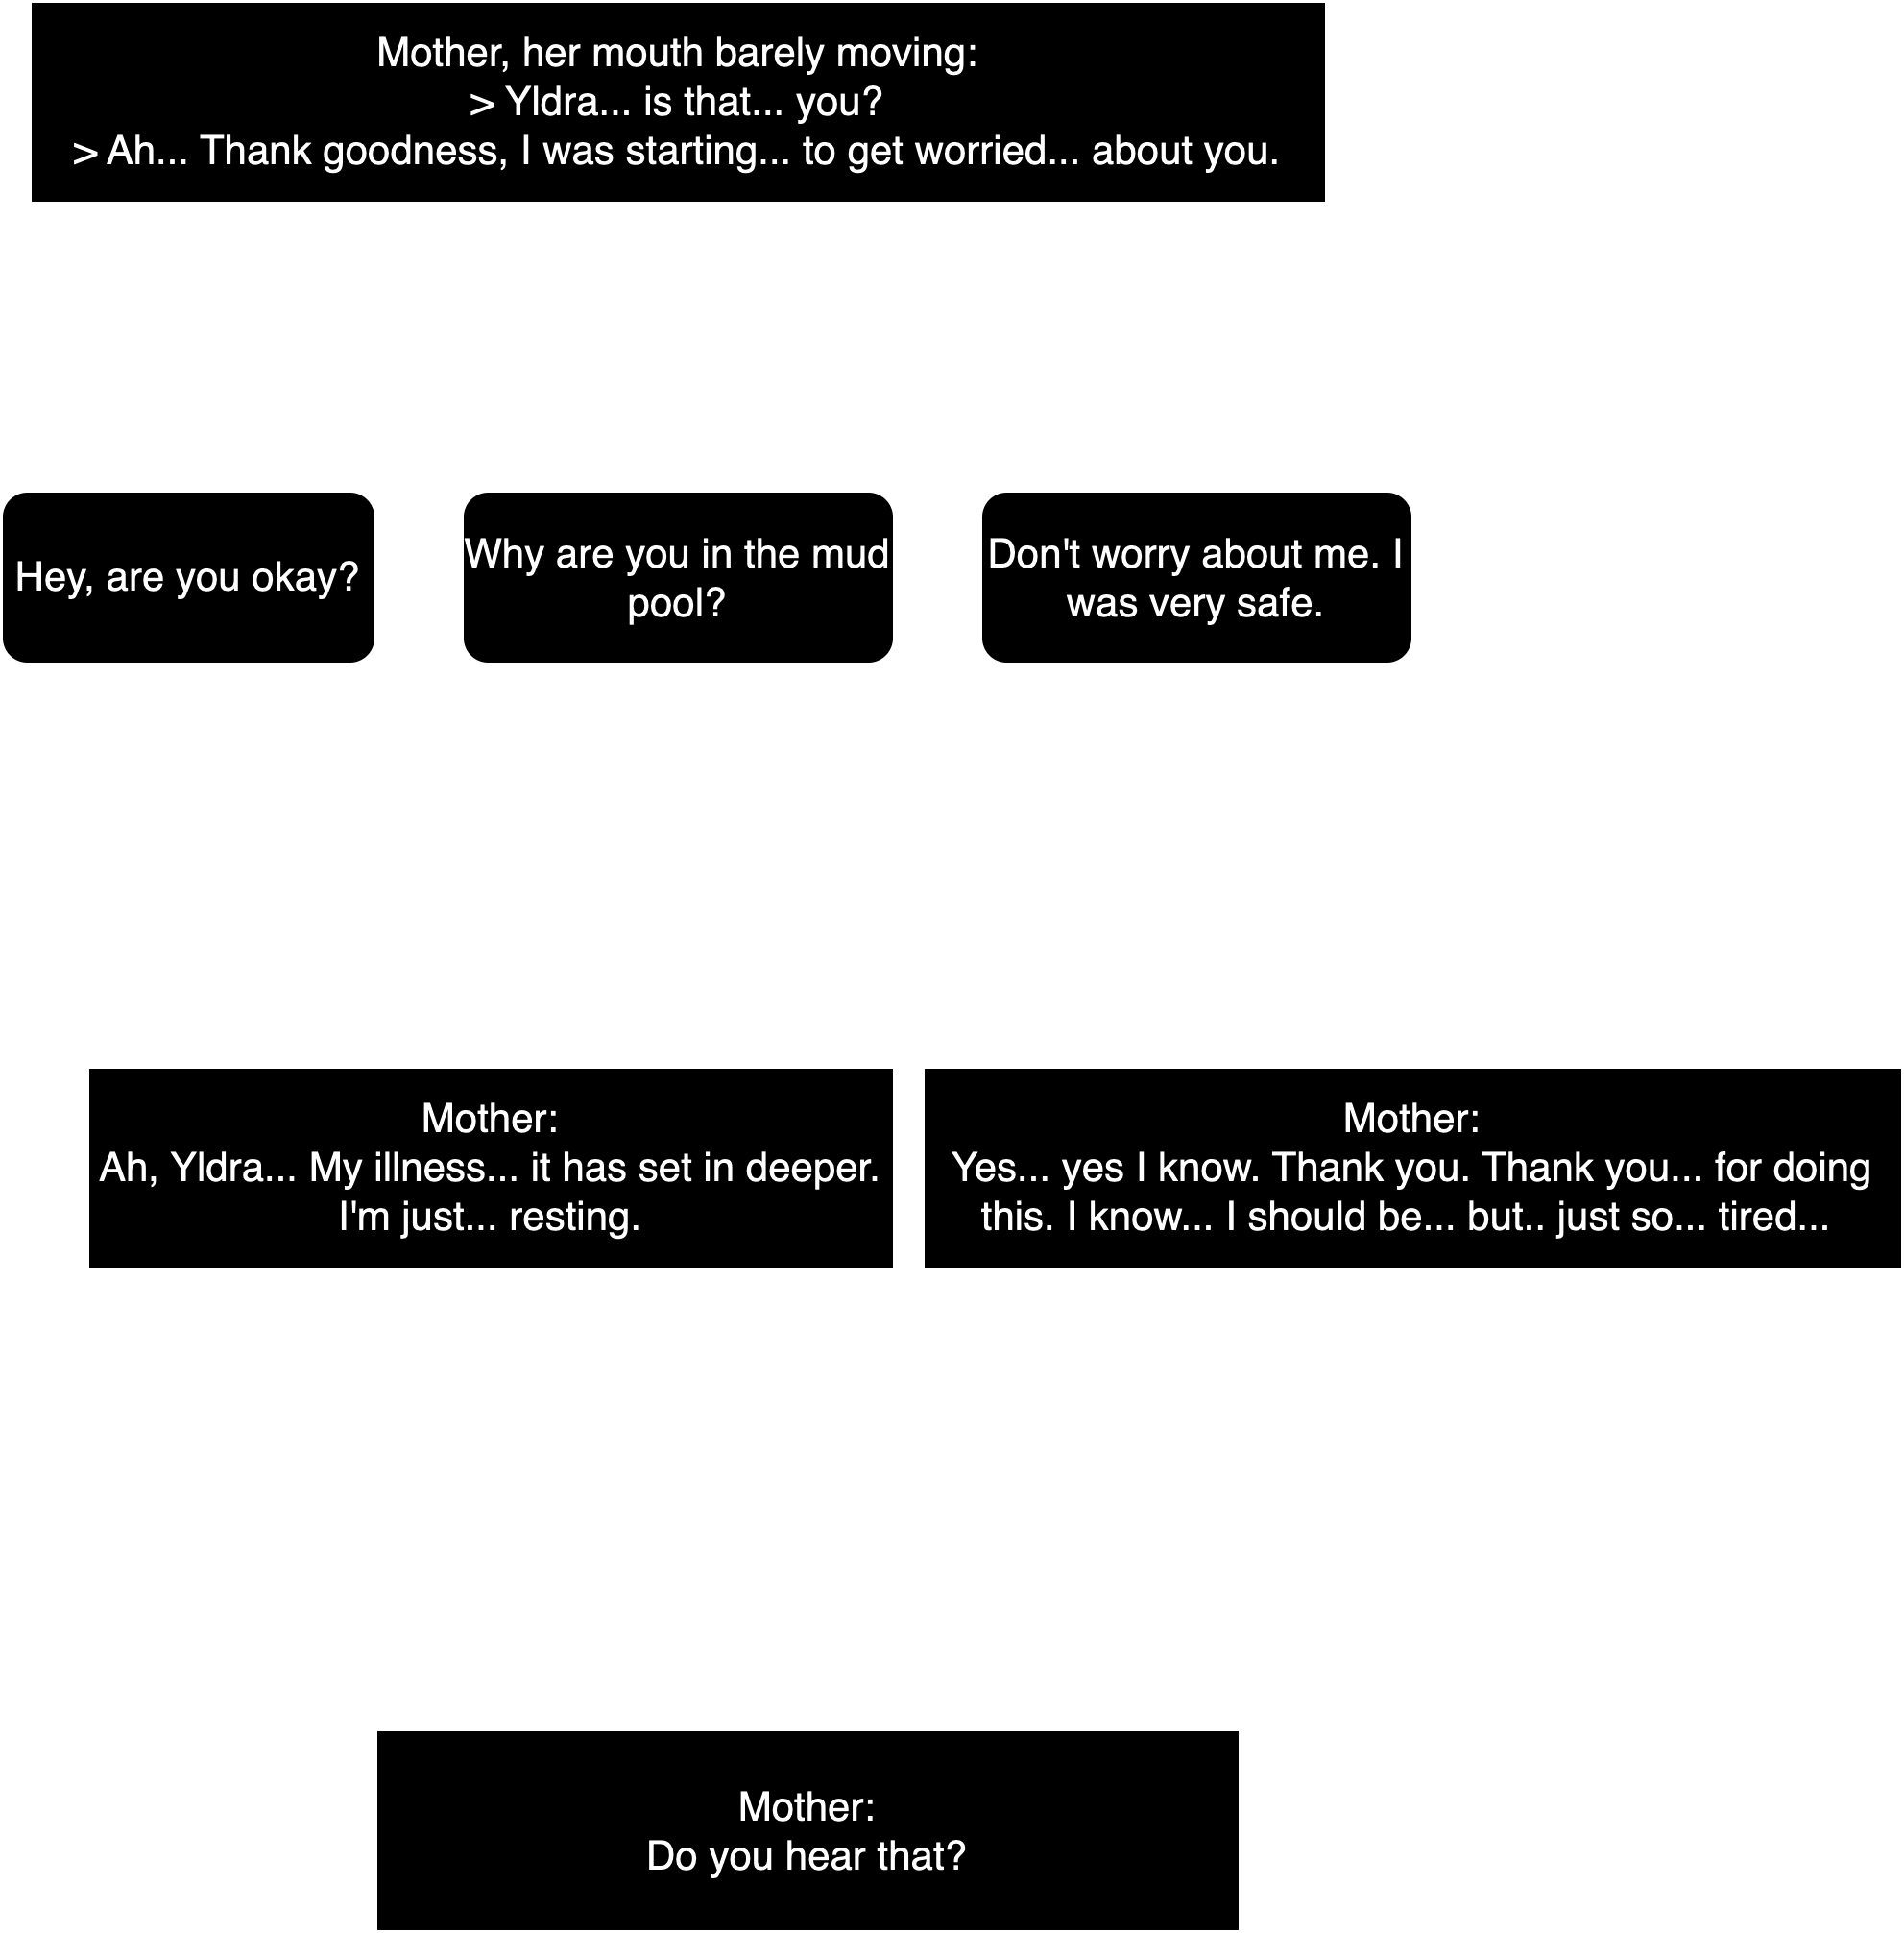 Mother, her mouth barely moving:
> Yldra... is that... you?
> Ah... Thank goodness, I was starting... to get worried... about you.
Hey, are you okay?
Why are you in the mud
pool?
Don't worry about me. I
was very safe.
Mother:
Ah, Yldra... My illness... it has set in deeper.
I'm just... resting.
Mother:
Yes... yes I know. Thank you. Thank you... for doing
this. I know... I should be... but.. just so... tired...
Mother:
Do you hear that?